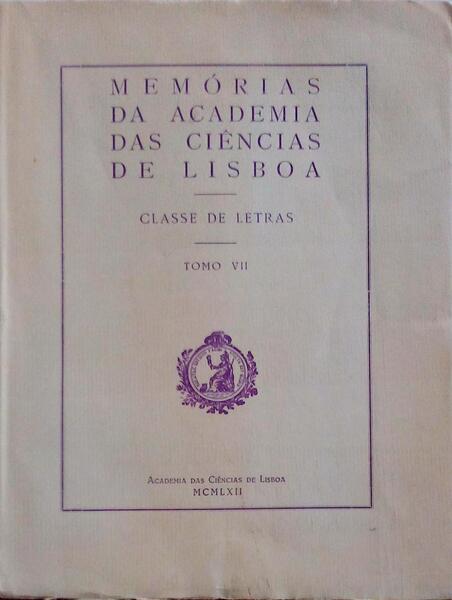 MEMÓRIAS
DA ACADEMIA
DAS CIÊNCIAS
DE LISBOA
CLASSE DE LETRAS
TOMO VII
ACADEMIA DAS CIÊNCIAS DE LISBOA
MCMLXII